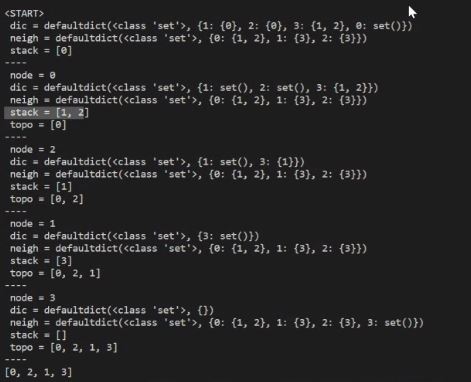 <START>
dic = defaultdict(<class 'set'>, {1: {0}, 2: {0}, 3: {1, 2}, 0: set()})
neigh = defaultdict(<class 'set'>, {0: {1, 2}, 1: {3}, 2: {3}})
stack = [0]
----
node = 0
dic = defaultdict(<class 'set'>, {1: set(), 2: set(), 3: {1, 2}})
neigh = defaultdict(<class 'set'>, {0: {1, 2}, 1: {3}, 2: {3}})
stack = [1, 2]
topo = [0]
----
node = 2
dic = defaultdict(<class 'set'>, {1: set(), 3: {1}})
neigh = defaultdict(<class 'set'>, {0: {1, 2}, 1: {3}, 2: {3}})
stack = [1]
topo = [0, 2]
----
node = 1
dic = defaultdict(<class 'set'>, {3: set()})
neigh = defaultdict(<class 'set'>, {0: {1, 2}, 1: {3}, 2: {3}})
stack = [3]
topo = [0, 2, 1]
----
node = 3
dic = defaultdict(<class 'set'>, {})
neigh = defaultdict(<class 'set'>, {0: {1, 2}, 1: {3}, 2: {3}, 3: set()})
stack = []
topo = [0, 2, 1, 3]
----
[0, 2, 1, 3]